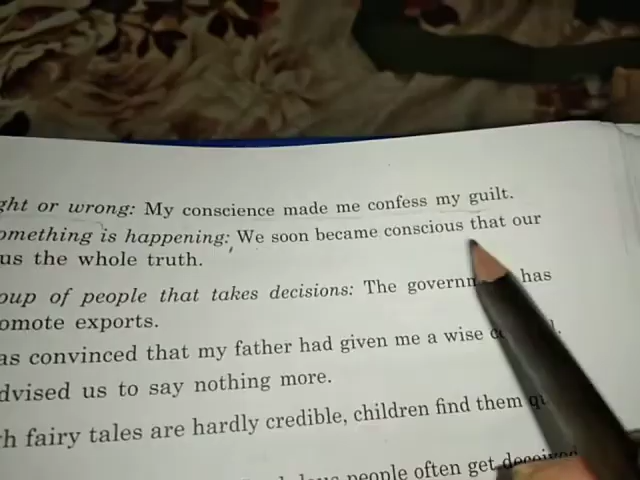 ght or wrong: My conscience made me confess my guilt.
omething is happening: We soon became conscious that our
us the whole truth.
oup of people that takes decisions: The governm has
omote exports.
as convinced that my father had given me a wise
dvised us to say nothing more.
h fairy tales are hardly credible, children find them
people often get deceived